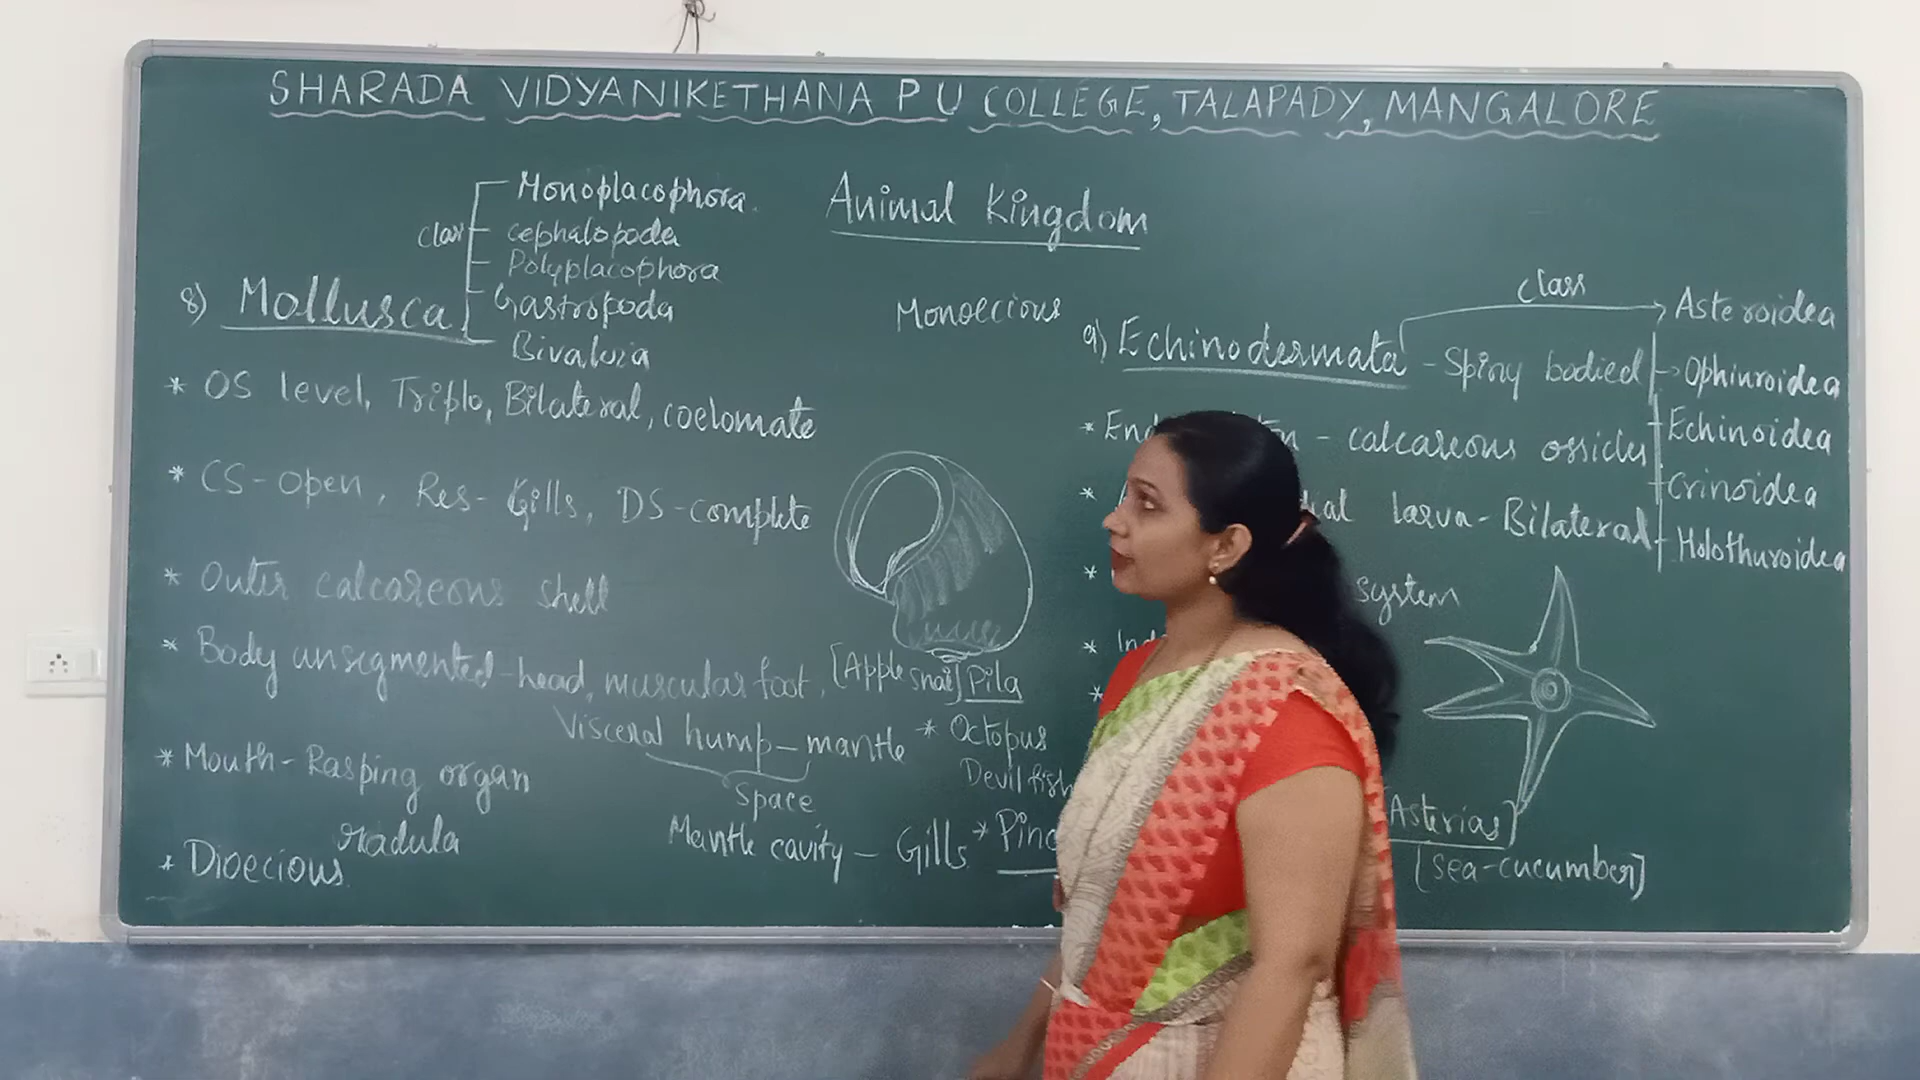 SHARADA VIDYANIKETHANA P U COLLEGE, TALAPADY, MANGALORE
Animal Kingdom
class
Monoplacophora
Cephalopoda
Polyplacophora
Gastropoda
Bivalvia
8) Mollusca
* OS level, Triplo, Bilateral, coelomate
* CS - open, Res - Gills, DS - complete
* Outer calcareous shell
* Body unsegmented - head, muscular foot,
Visceral hump - mantle
space
Mantle cavity - Gills
* Mouth - Rasping organ
radula
* Dioecious
Monoecious
[Apple snail] Pila
* Octopus
Devil fish
*
9) Echinodermata - Spiny bodied
class
Asteroidea
Ophiuroidea
Echinoidea
Crinoidea
Holothuroidea
* - calcareous ossicles
* larva - Bilateral
* system
*
*
Asterias]
[sea-cucumber]